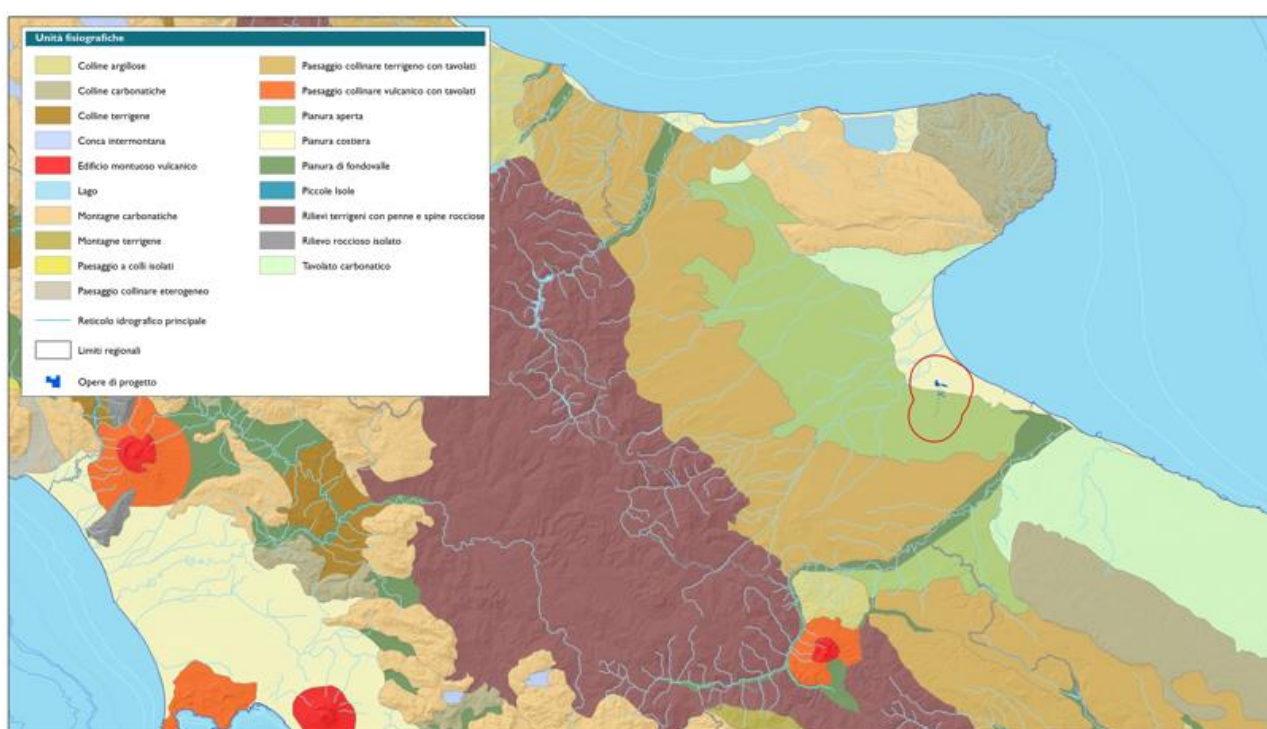 Unità fisiografiche
Colline argillose
Colline carbonatiche
Colline terrigene
Conca intermontana
Edificio montuoso vulcanico
Lago
Montagne carbonatiche
Montagne terrigene
Paesaggio a colli isolati
Paesaggio collinare eterogeneo
Reticolo idrografico principale
Limiti regionali
Opere di progetto
Paesaggio collinare terrigeno con tavolati
Paesaggio collinare vulcanico con tavolati
Pianura aperta
Pianura costiera
Pianura di fondovalle
Piccole Isole
Rilievi terrigeni con penne e spine rocciose
Rilievo roccioso isolato
Tavolato carbonatico